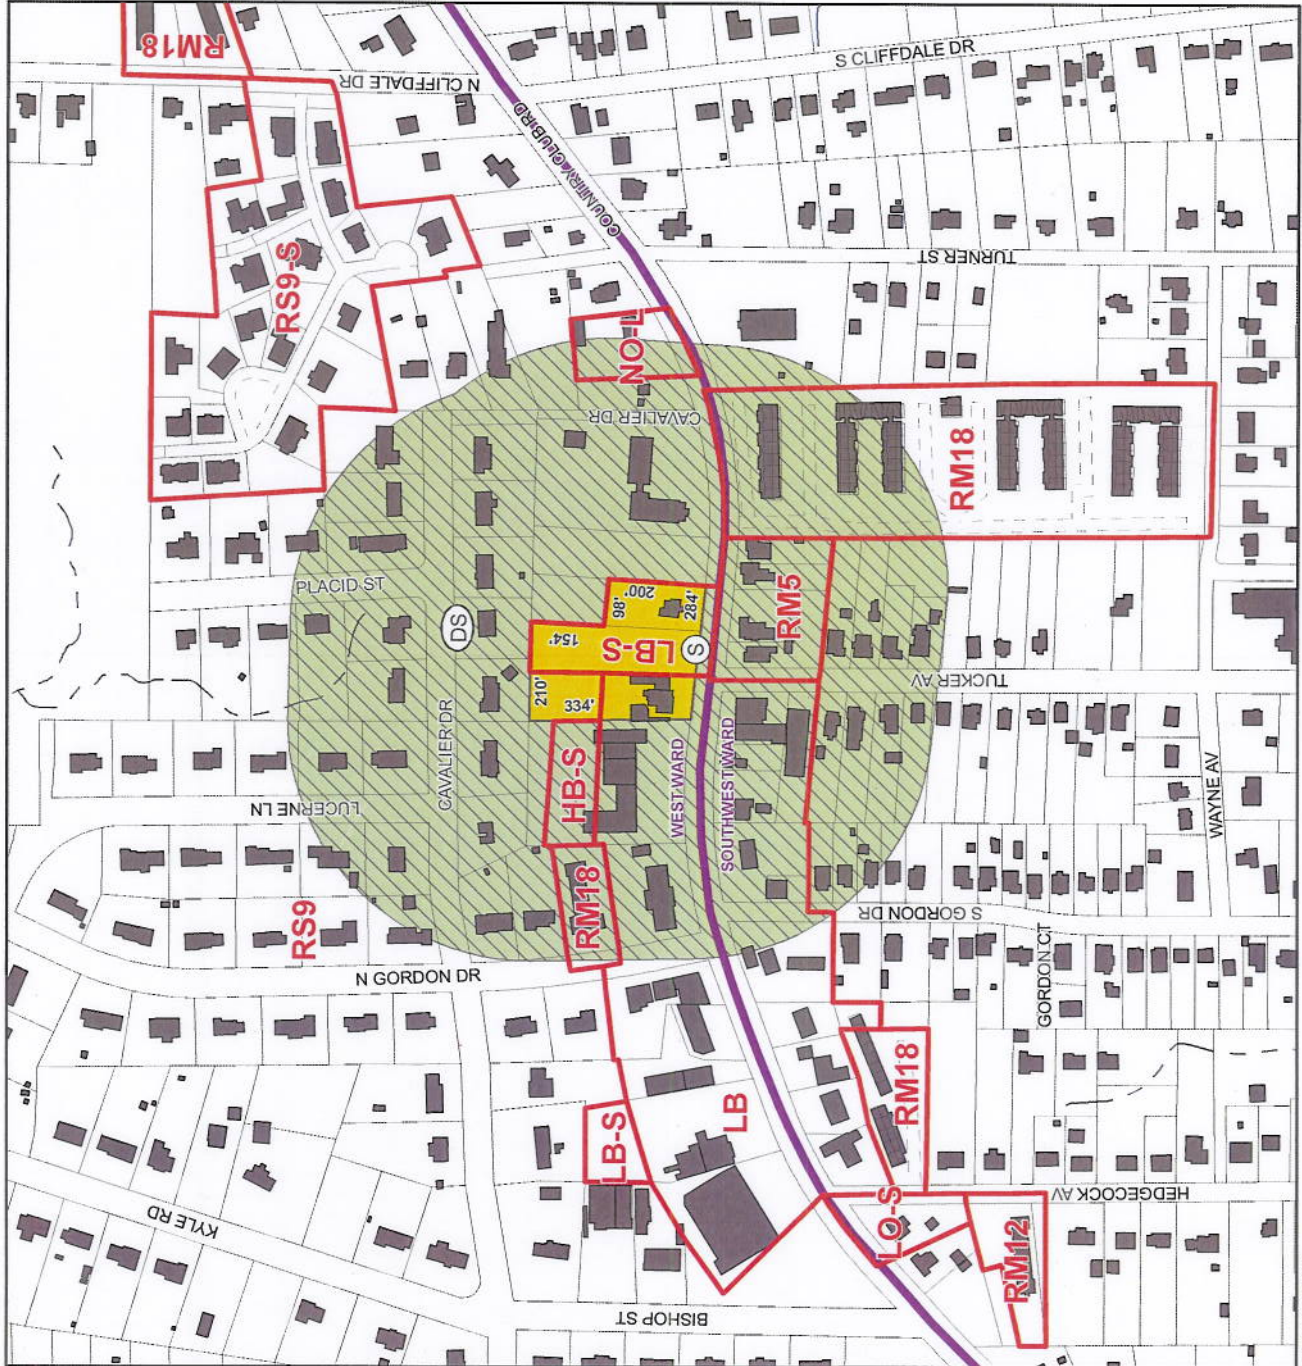 RM18
N CLIFFDALE DR
S CLIFFDALE DR
COUNTRY CLUB RD
RS9-S
TURNER ST
NO-L
CAVALIER DR
RM18
PLACID ST
DS
98'
200'
284'
154'
LB-S
S
RM5
210'
334'
TUCKER AV
CAVALIER DR
HB-S
WEST WARD
SOUTHWEST WARD
LUCERNE LN
WAYNE AV
RM18
RS9
S GORDON DR
N GORDON DR
GORDON CT
RM18
LB
LB-S
KYLE RD
LO-S
HEDGECOCK AV
RM12
BISHOP ST